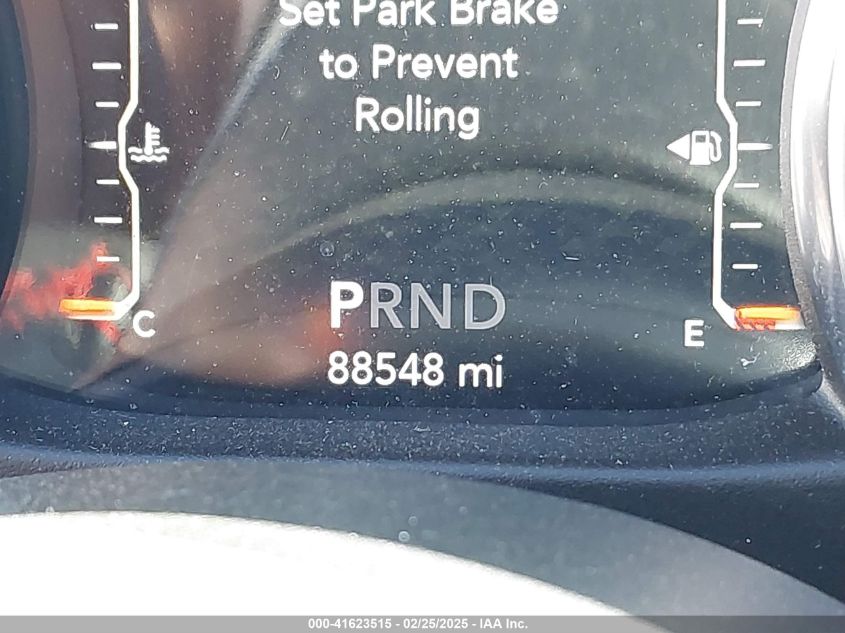 Set Park Brake
to Prevent
Rolling
PRND
C
E
88548 mi
000-41623515 - 02/25/2025 - IAA Inc.